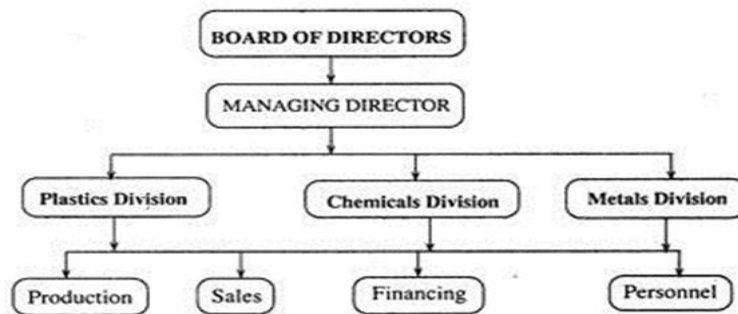 BOARD OF DIRECTORS
MANAGING DIRECTOR
Plastics Division
Chemicals Division
Metals Division
Production
Sales
Financing
Personnel